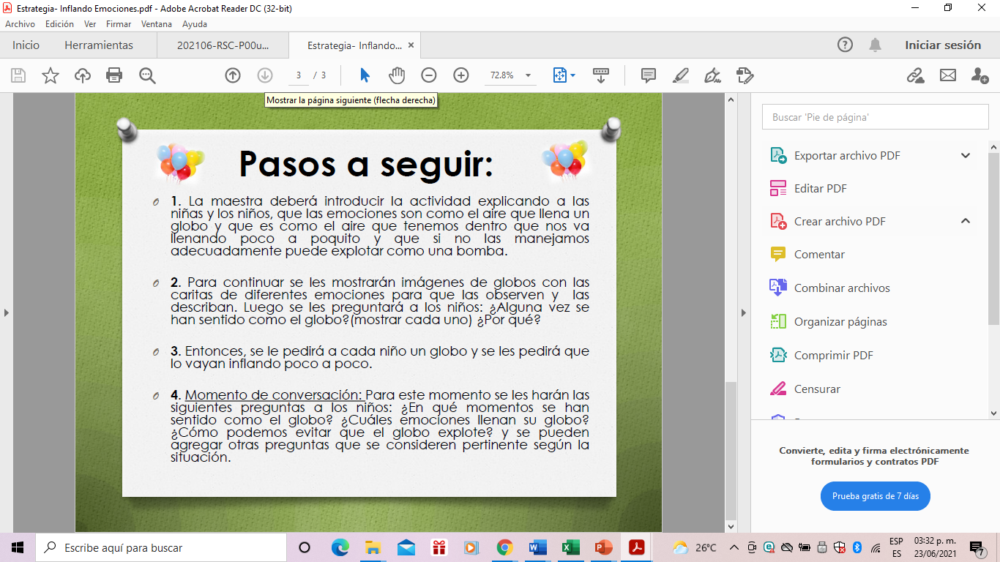 Estrategia- Inflando Emociones.pdf - Adobe Acrobat Reader DC (32-bit)
Archivo Edición Ver Firmar Ventana Ayuda
Inicio Herramientas 202106-RSC-P00u... Estrategia- Inflando... × Iniciar sesión
3 / 3 72.8%
Mostrar la página siguiente (flecha derecha)
Pasos a seguir:
1. La maestra deberá introducir la actividad explicando a las
niñas y los niños, que las emociones son como el aire que llena un
globo y que es como el aire que tenemos dentro que nos va
llenando poco a poquito y que si no las manejamos
adecuadamente puede explotar como una bomba.
2. Para continuar se les mostrarán imágenes de globos con las
caritas de diferentes emociones para que las observen y las
describan. Luego se les preguntará a los niños: ¿Alguna vez se
han sentido como el globo?(mostrar cada uno) ¿Por qué?
3. Entonces, se le pedirá a cada niño un globo y se les pedirá que
lo vayan inflando poco a poco.
4. Momento de conversación: Para este momento se les harán las
siguientes preguntas a los niños: ¿En qué momentos se han
sentido como el globo? ¿Cuáles emociones llenan su globo?
¿Cómo podemos evitar que el globo explote? y se pueden
agregar otras preguntas que se consideren pertinente según la
situación.
Buscar 'Pie de página'
Exportar archivo PDF
Editar PDF
Crear archivo PDF
Comentar
Combinar archivos
Organizar páginas
Comprimir PDF
Censurar
Convierte, edita y firma electrónicamente
formularios y contratos PDF
Prueba gratis de 7 días
Escribe aquí para buscar
26°C
ESP
ES
03:32 p. m.
23/06/2021
7